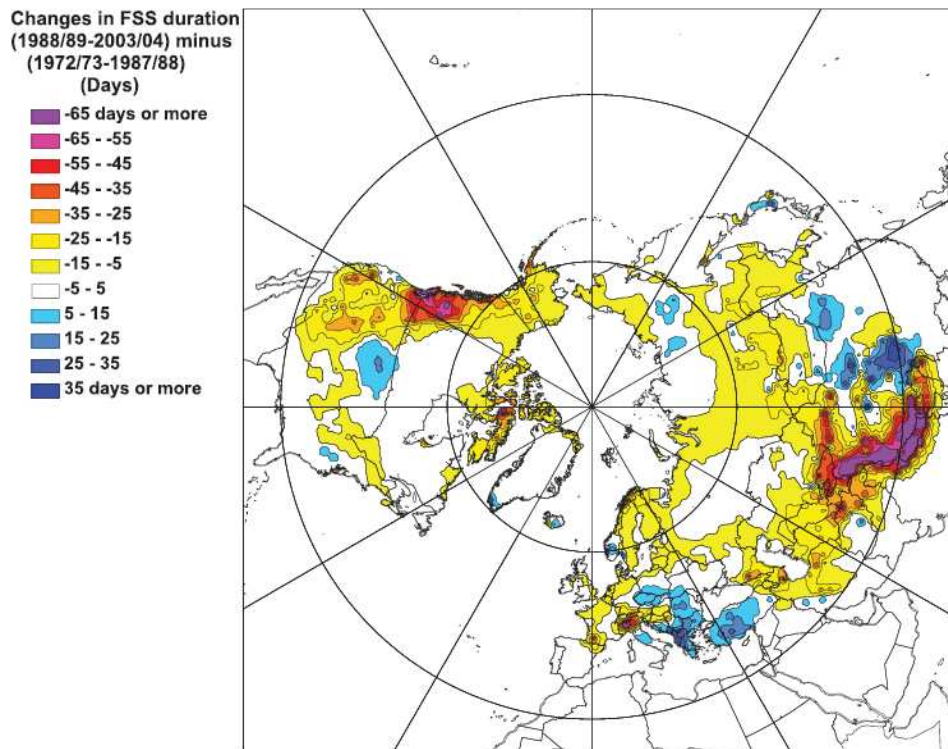 Changes in FSS duration
(1988/89-2003/04) minus
(1972/73-1987/88)
(Days)
-65 days or more
-65 - -55
-55 - -45
-45 - -35
-35 - -25
-25 - -15
-15 - -5
-5 - 5
5 - 15
15 - 25
25 - 35
35 days or more